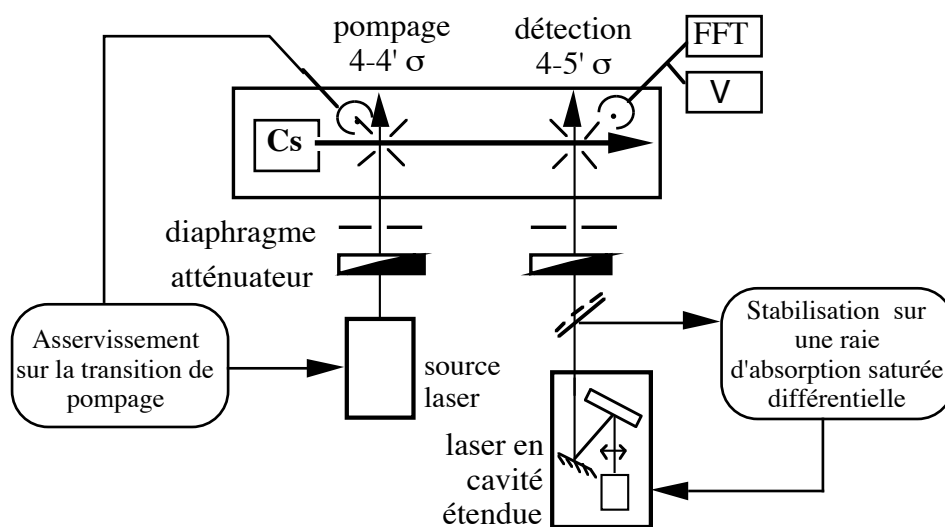 pompage
4-4' σ
détection
4-5' σ
FFT
V
Cs
diaphragme
atténuateur
Asservissement
sur la transition de
pompage
source
laser
Stabilisation sur
une raie
d'absorption saturée
différentielle
laser en
cavité
étendue